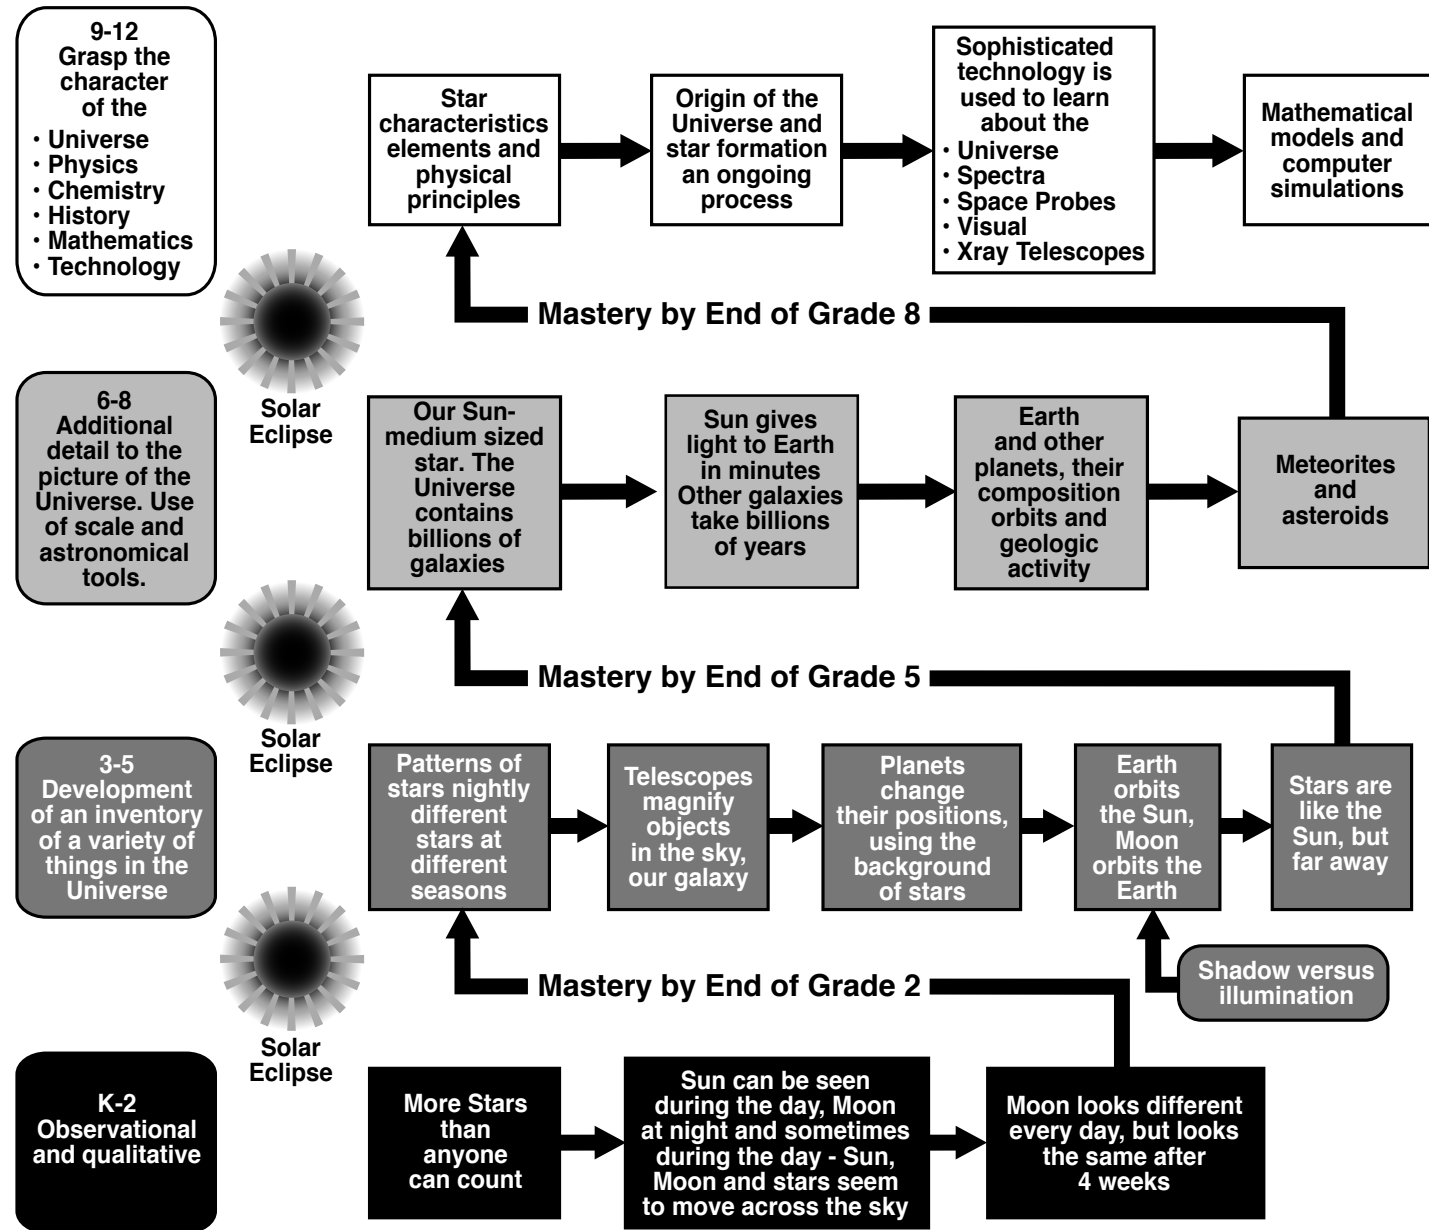 9-12
Grasp the
character
of the
· Universe
· Physics
· Chemistry
· History
· Mathematics
· Technology
Star
characteristics
elements and
physical
principles
Origin of the
Universe and
star formation
an ongoing
process
Sophisticated
technology is
used to learn
about the
· Universe
· Spectra
· Space Probes
· Visual
· Xray Telescopes
Mathematical
models and
computer
simulations
Solar
Eclipse
Mastery by End of Grade 8
6-8
Additional
detail to the
picture of the
Universe. Use
of scale and
astronomical
tools.
Our Sun-
medium sized
star. The
Universe
contains
billions of
galaxies
Sun gives
light to Earth
in minutes
Other galaxies
take billions
of years
Earth
and other
planets, their
composition
orbits and
geologic
activity
Meteorites
and
asteroids
Solar
Eclipse
Mastery by End of Grade 5
3-5
Development
of an inventory
of a variety of
things in the
Universe
Patterns of
stars nightly
different
stars at
different
seasons
Telescopes
magnify
objects
in the sky,
our galaxy
Planets
change
their positions,
using the
background
of stars
Earth
orbits
the Sun,
Moon
orbits the
Earth
Stars are
like the
Sun, but
far away
Shadow versus
illumination
Solar
Eclipse
Mastery by End of Grade 2
K-2
Observational
and qualitative
More Stars
than
anyone
can count
Sun can be seen
during the day, Moon
at night and sometimes
during the day - Sun,
Moon and stars seem
to move across the sky
Moon looks different
every day, but looks
the same after
4 weeks